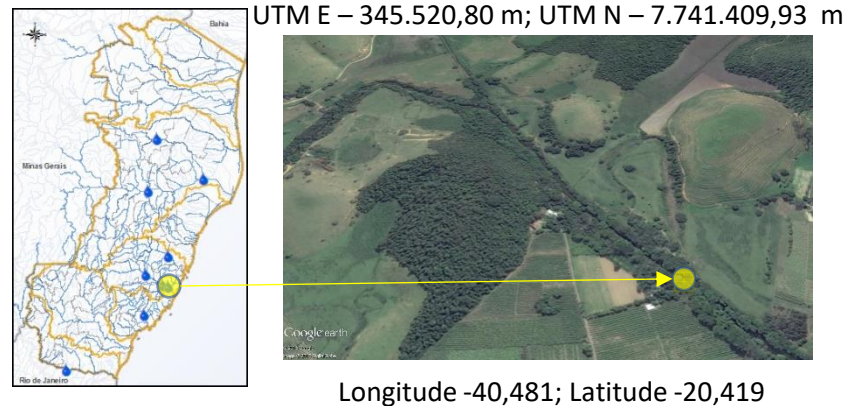 UTM E – 345.520,80 m; UTM N – 7.741.409,93 m
Bahia
Minas Gerais
Rio de Janeiro
Google earth
Longitude -40,481; Latitude -20,419